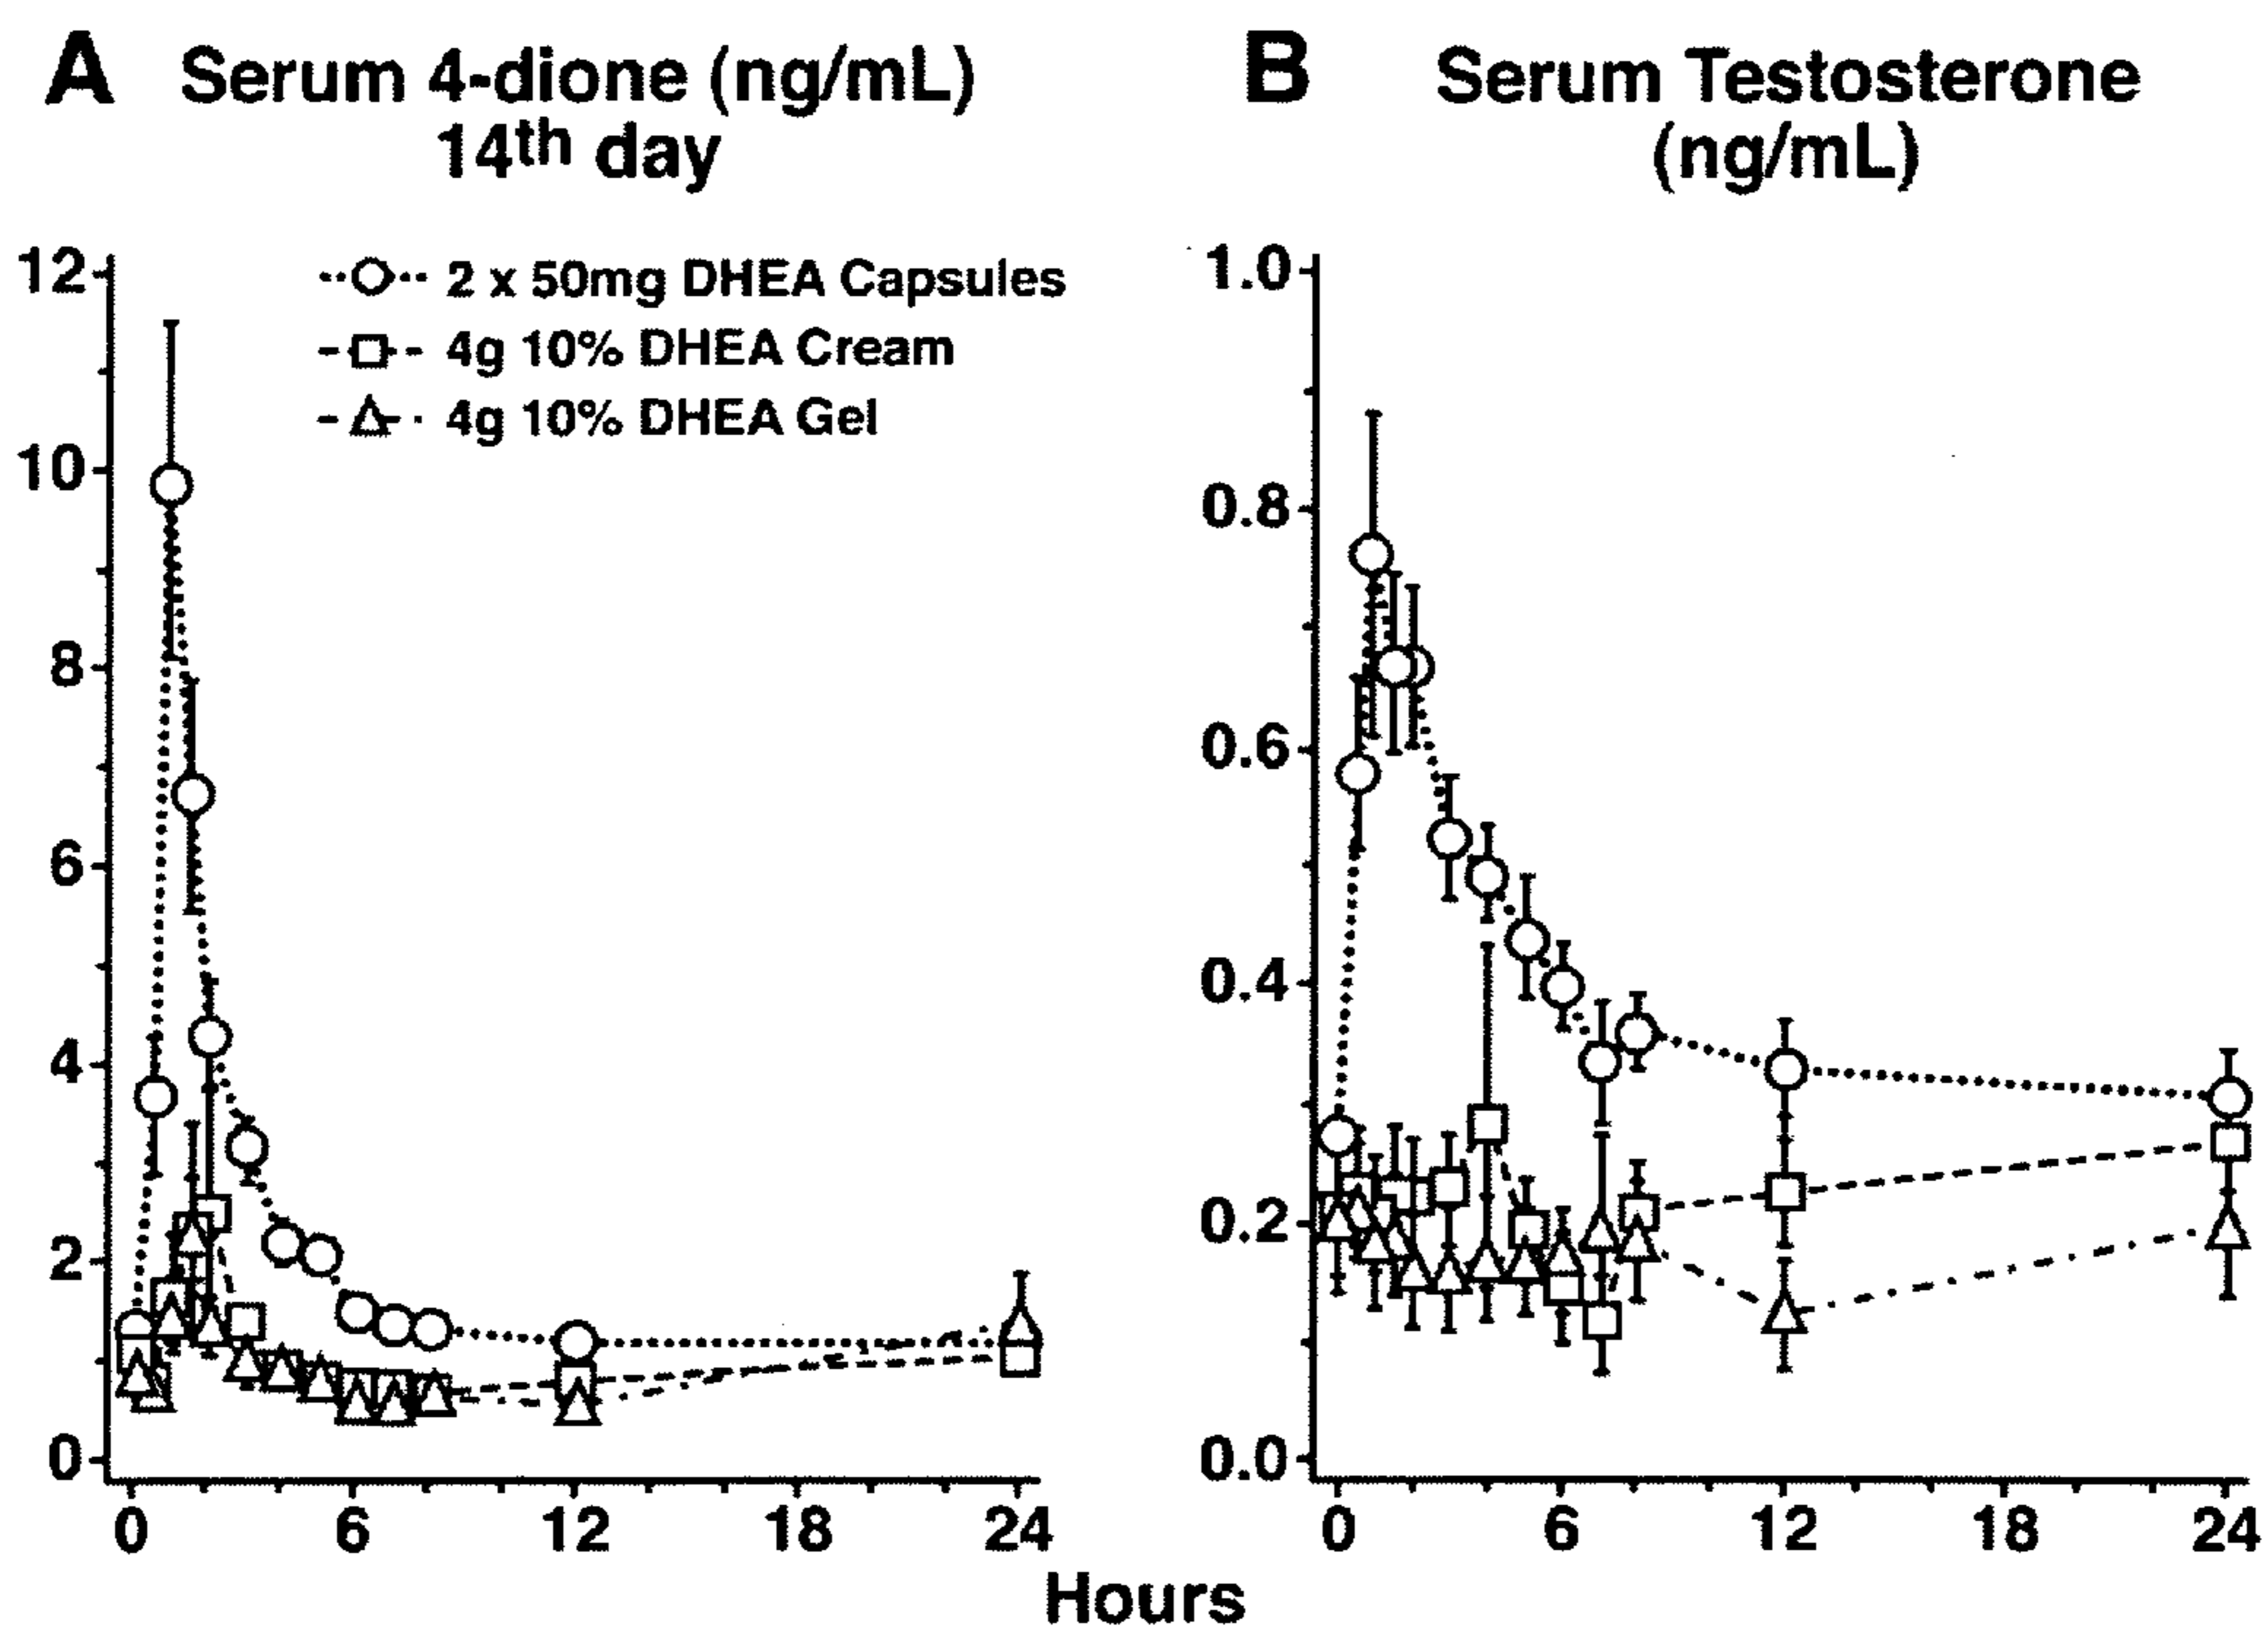 A Serum 4-dione (ng/mL)
14th day
B Serum Testosterone
(ng/mL)
2 x 50mg DHEA Capsules
4g 10% DHEA Cream
4g 10% DHEA Gel
12
10
8
6
4
2
0
0 6 12 18 24
1.0
0.8
0.6
0.4
0.2
0.0
0 6 12 18 24
Hours